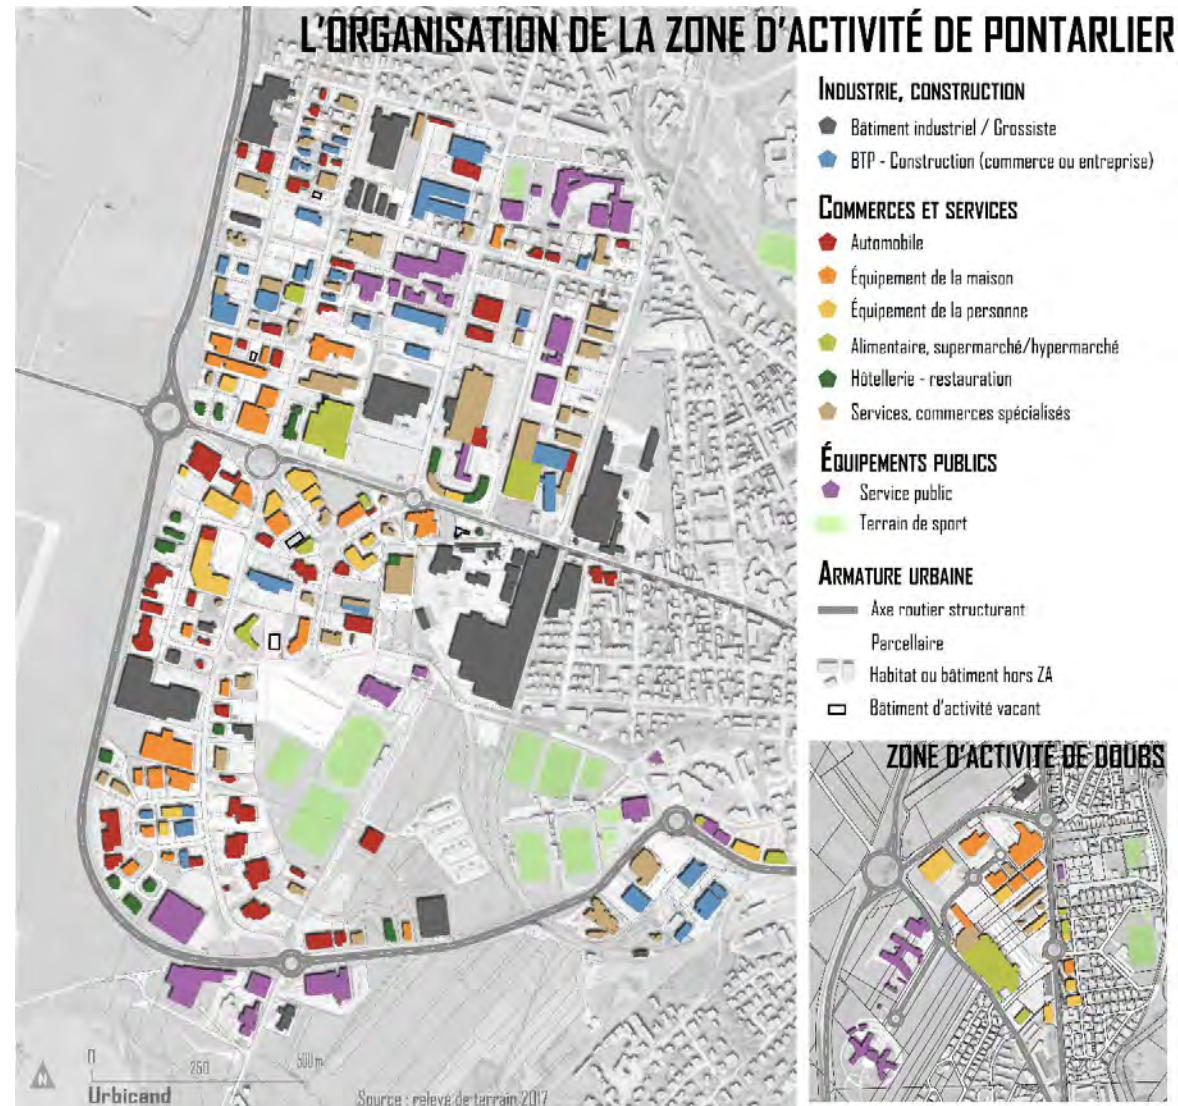 L'ORGANISATION DE LA ZONE D'ACTIVITÉ DE PONTARLIER
INDUSTRIE, CONSTRUCTION
Bâtiment industriel / Grossiste
BTP - Construction (commerce ou entreprise)
COMMERCES ET SERVICES
Automobile
Équipement de la maison
Équipement de la personne
Alimentaire, supermarché/hypermarché
Hôtellerie - restauration
Services, commerces spécialisés
ÉQUIPEMENTS PUBLICS
Service public
Terrain de sport
ARMATURE URBAINE
Axe routier structurant
Parcellaire
Habitat ou bâtiment hors ZA
Bâtiment d'activité vacant
ZONE D'ACTIVITÉ DE DOUBS
0
250
500 m
N
Urbicand
Source : relevé de terrain 2017